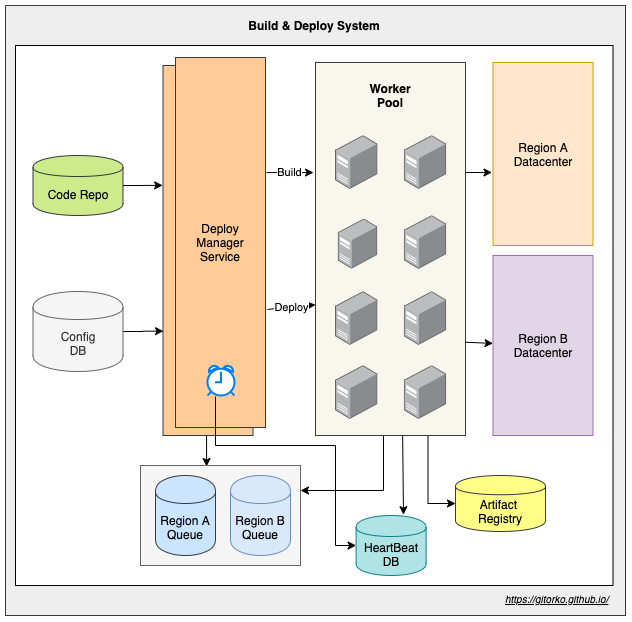 Build & Deploy System
Worker
Pool
Code Repo
Config
DB
Deploy
Manager
Service
Build
Deploy
Region A
Datacenter
Region B
Datacenter
Region A
Queue
Region B
Queue
HeartBeat
DB
Artifact
Registry
https://gitorko.github.io/